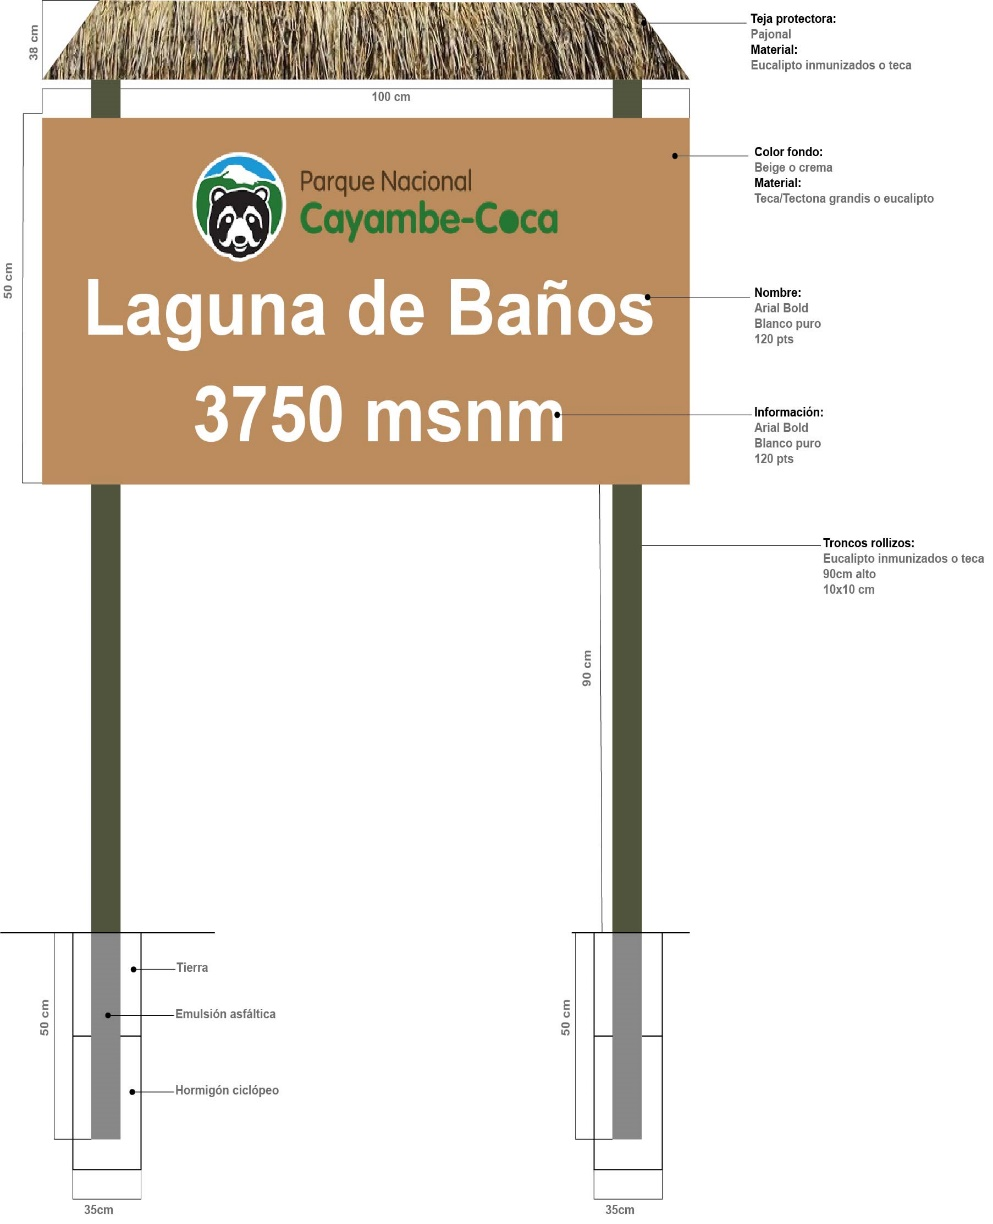 38 cm
Teja protectora:
Pajonal
Material:
Eucalipto inmunizados o teca
100 cm
50 cm
Parque Nacional
Cayambe-Coca
Color fondo:
Beige o crema
Material:
Teca/Tectona grandis o eucalipto
Laguna de Baños
Nombre:
Arial Bold
Blanco puro
120 pts
3750 msnm
Información:
Arial Bold
Blanco puro
120 pts
Troncos rollizos:
Eucalipto inmunizados o teca
90cm alto
10x10 cm
90 cm
Tierra
Emulsión asfáltica
50 cm
50 cm
Hormigón ciclópeo
35cm
35cm